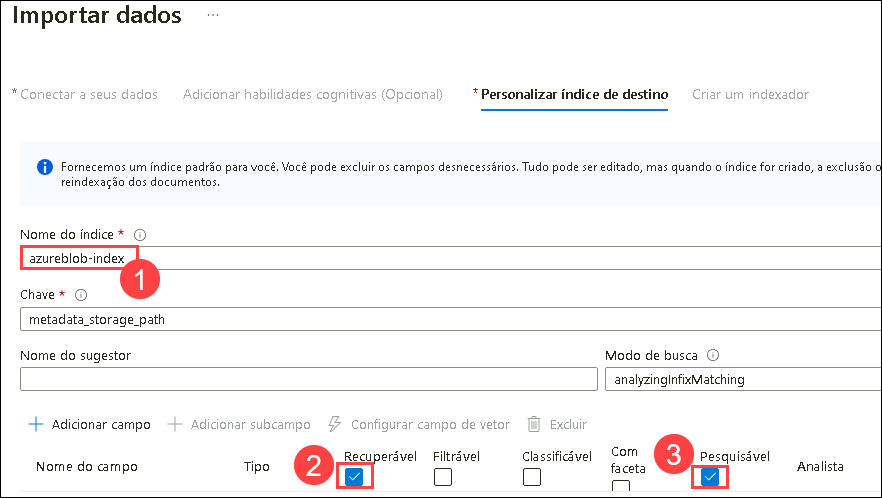 Importar dados ...
* Conectar a seus dados Adicionar habilidades cognitivas (Opcional) * Personalizar índice de destino Criar um indexador
Fornecemos um índice padrão para você. Você pode excluir os campos desnecessários. Tudo pode ser editado, mas quando o índice for criado, a exclusão o
reindexação dos documentos.
Nome do índice *
azureblob-index
1
Chave *
metadata_storage_path
Nome do sugestor Modo de busca
analyzingInfixMatching
Adicionar campo Adicionar subcampo Configurar campo de vetor Excluir
Nome do campo Tipo 2 Recuperável Filtrável Classificável Com faceta 3 Pesquisável Analista